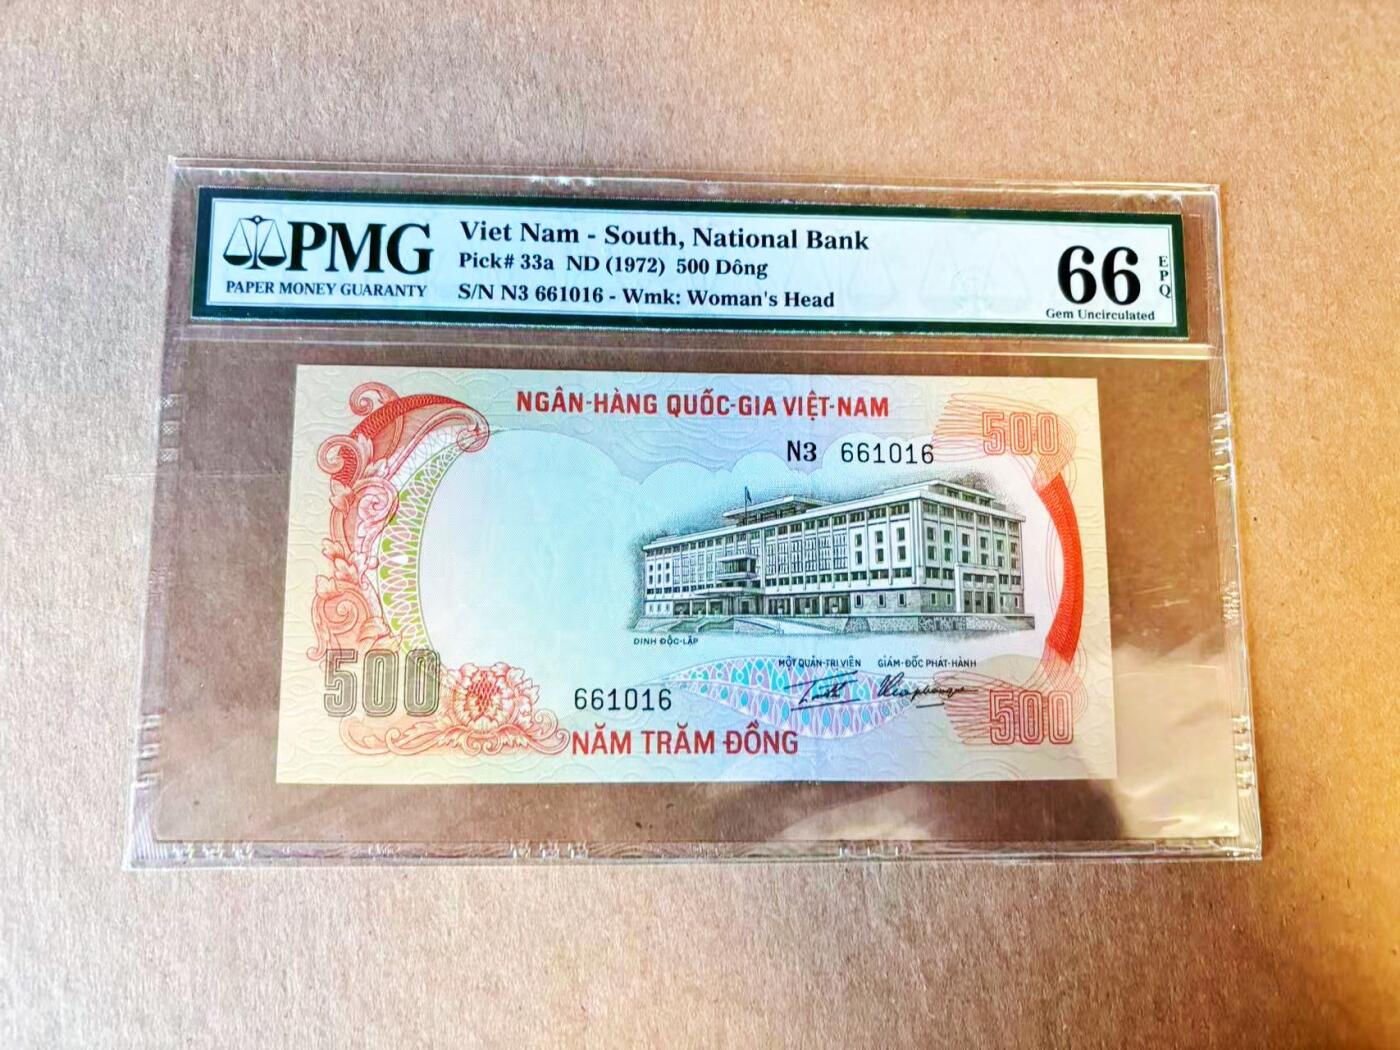 PMG
PAPER MONEY GUARANTY
Viet Nam - South, National Bank
Pick# 33a ND (1972) 500 Dông
S/N N3 661016 - Wmk: Woman's Head
66
EPQ
Gem Uncirculated
NGÂN-HÀNG QUỐC-GIA VIỆT-NAM
500
N3 661016
DINH ĐỘC-LẬP
MỘT QUẢN-TRỊ VIÊN GIÁM-ĐỐC PHÁT-HÀNH
500
661016
500
NĂM TRĂM ĐỒNG